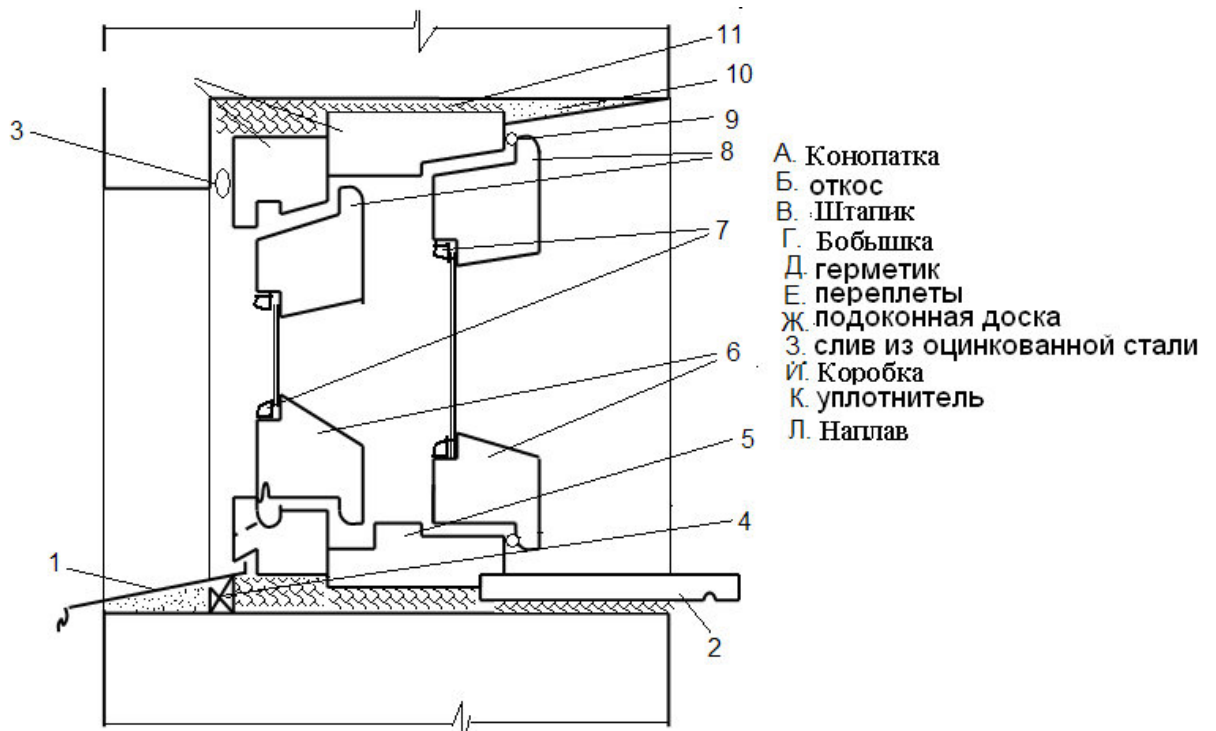 11
10
3
9
8
7
6
5
4
1
2
А. Конопатка
Б. откос
В. Штапик
Г. Бобышка
Д. герметик
Е. переплеты
Ж. подоконная доска
З. слив из оцинкованной стали
И. Коробка
К. уплотнитель
Л. Наплав